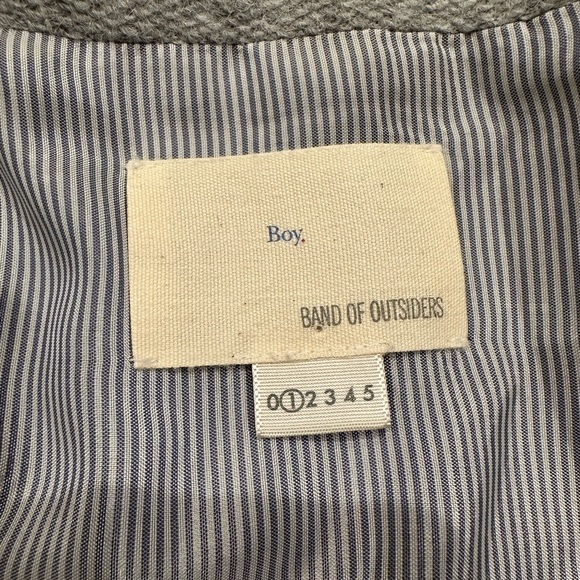 Boy.
BAND OF OUTSIDERS
0 1 2 3 4 5